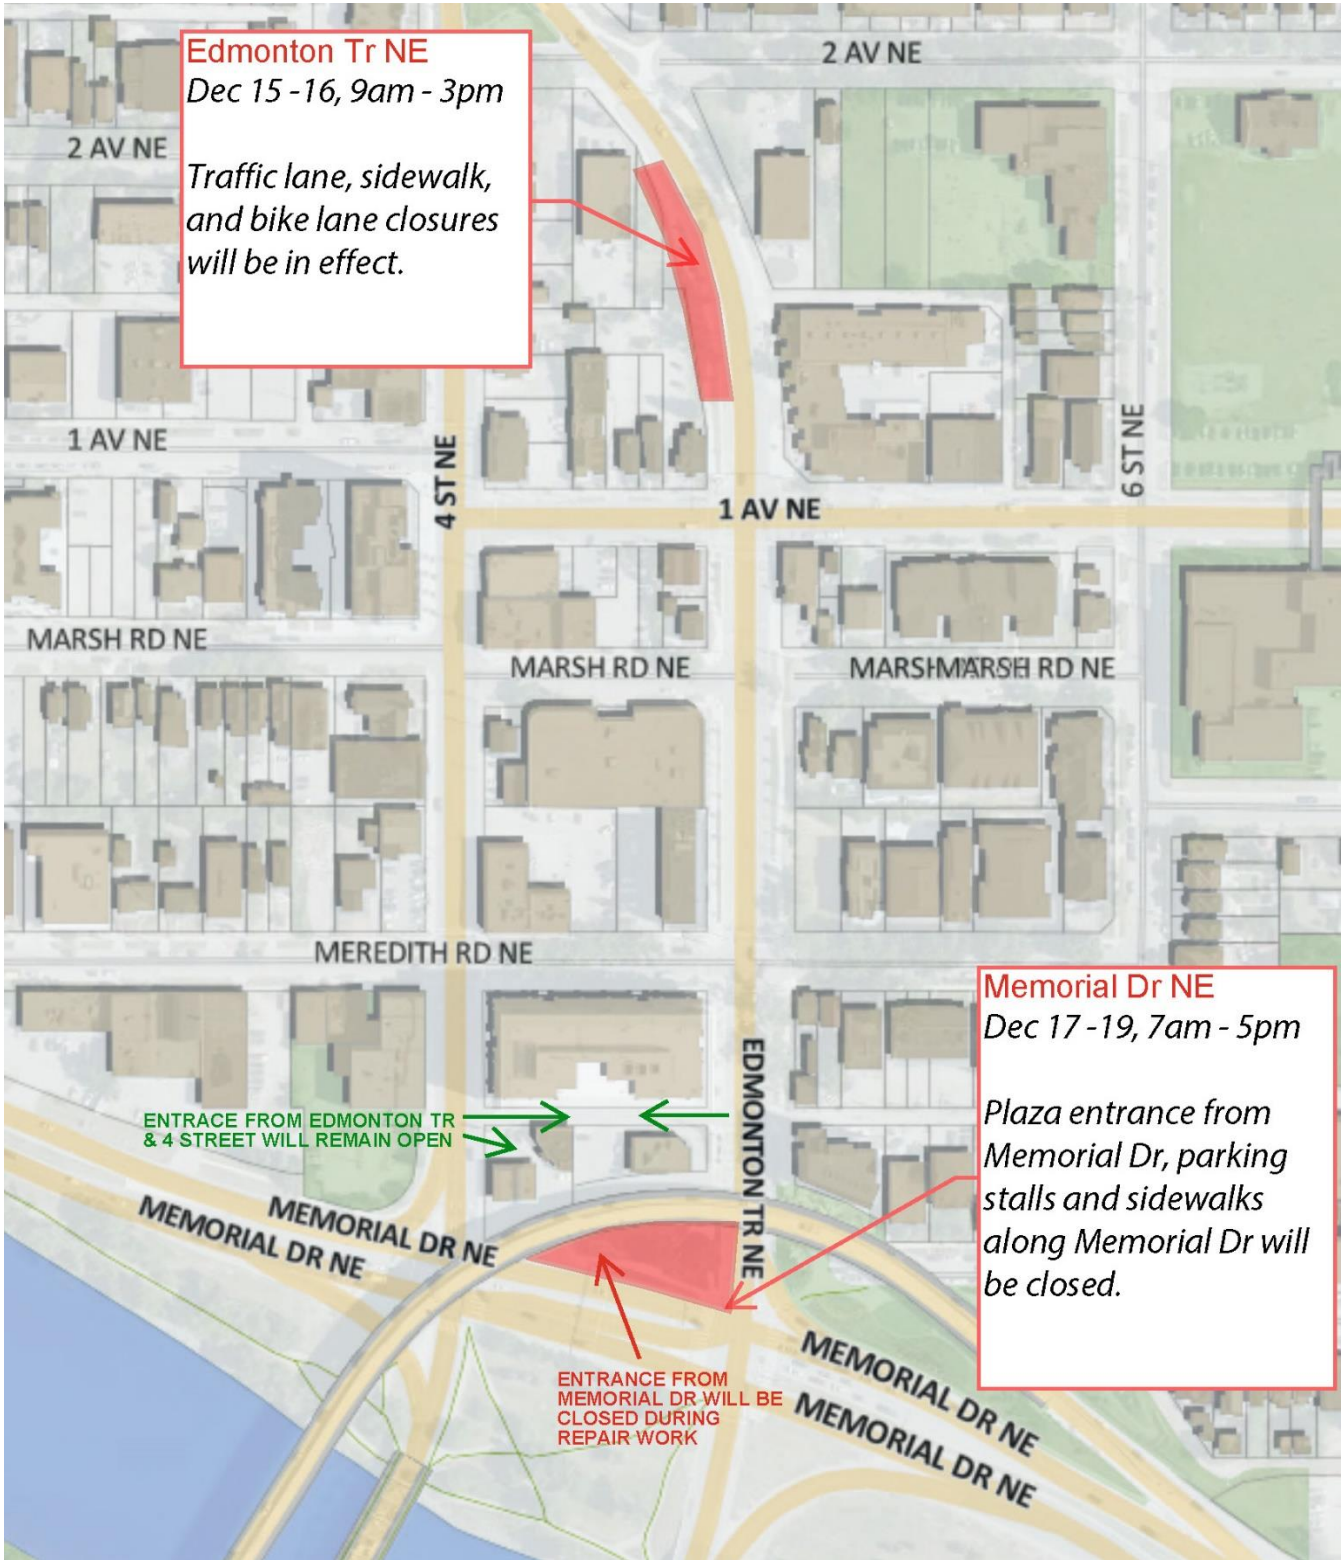 Edmonton Tr NE
Dec 15 -16, 9am - 3pm
Traffic lane, sidewalk,
and bike lane closures
will be in effect.
2 AV NE
2 AV NE
1 AV NE
4 ST NE
1 AV NE
6 ST NE
MARSH RD NE
MARSH RD NE
MARSH RD NE
MEREDITH RD NE
Memorial Dr NE
Dec 17 -19, 7am - 5pm
Plaza entrance from
Memorial Dr, parking
stalls and sidewalks
along Memorial Dr will
be closed.
EDMONTON TR NE
ENTRACE FROM EDMONTON TR
& 4 STREET WILL REMAIN OPEN
MEMORIAL DR NE
MEMORIAL DR NE
ENTRANCE FROM
MEMORIAL DR WILL BE
CLOSED DURING
REPAIR WORK
MEMORIAL DR NE
MEMORIAL DR NE